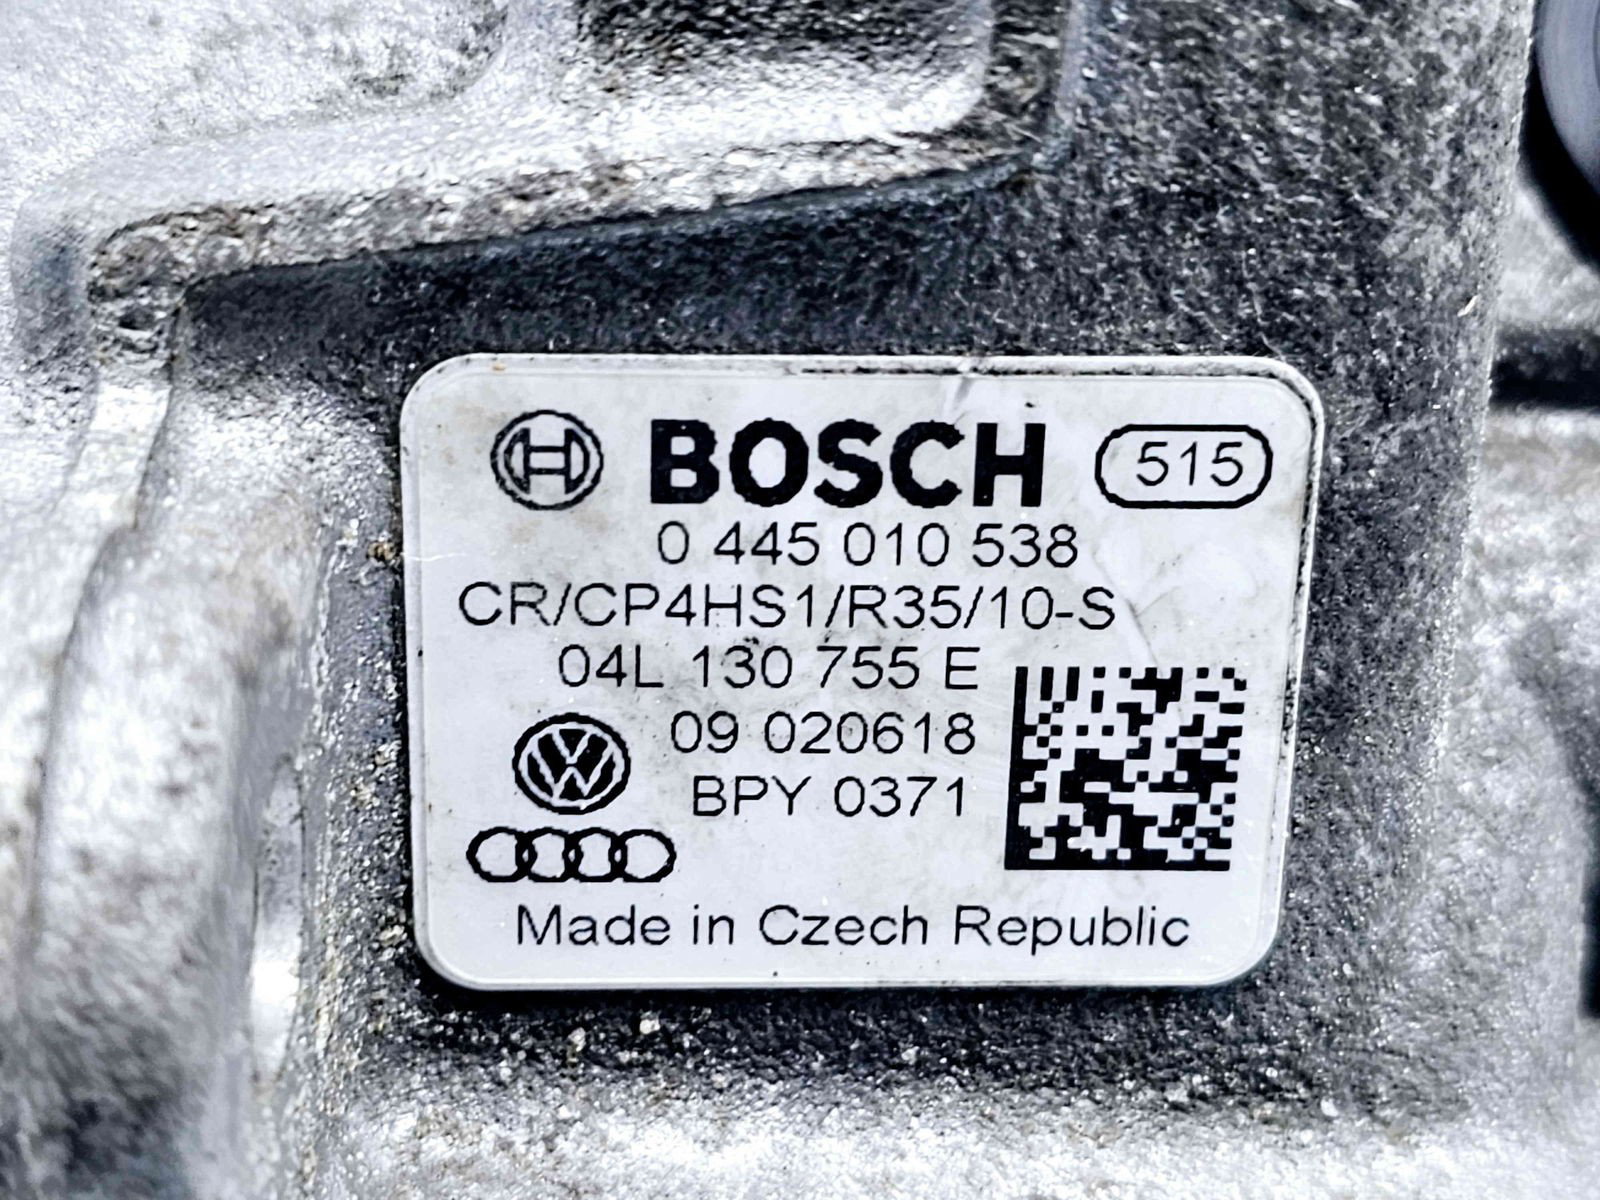 BOSCH 515
0 445 010 538
CR/CP4HS1/R35/10-S
04L 130 755 E
09 020618
BPY 0371
Made in Czech Republic